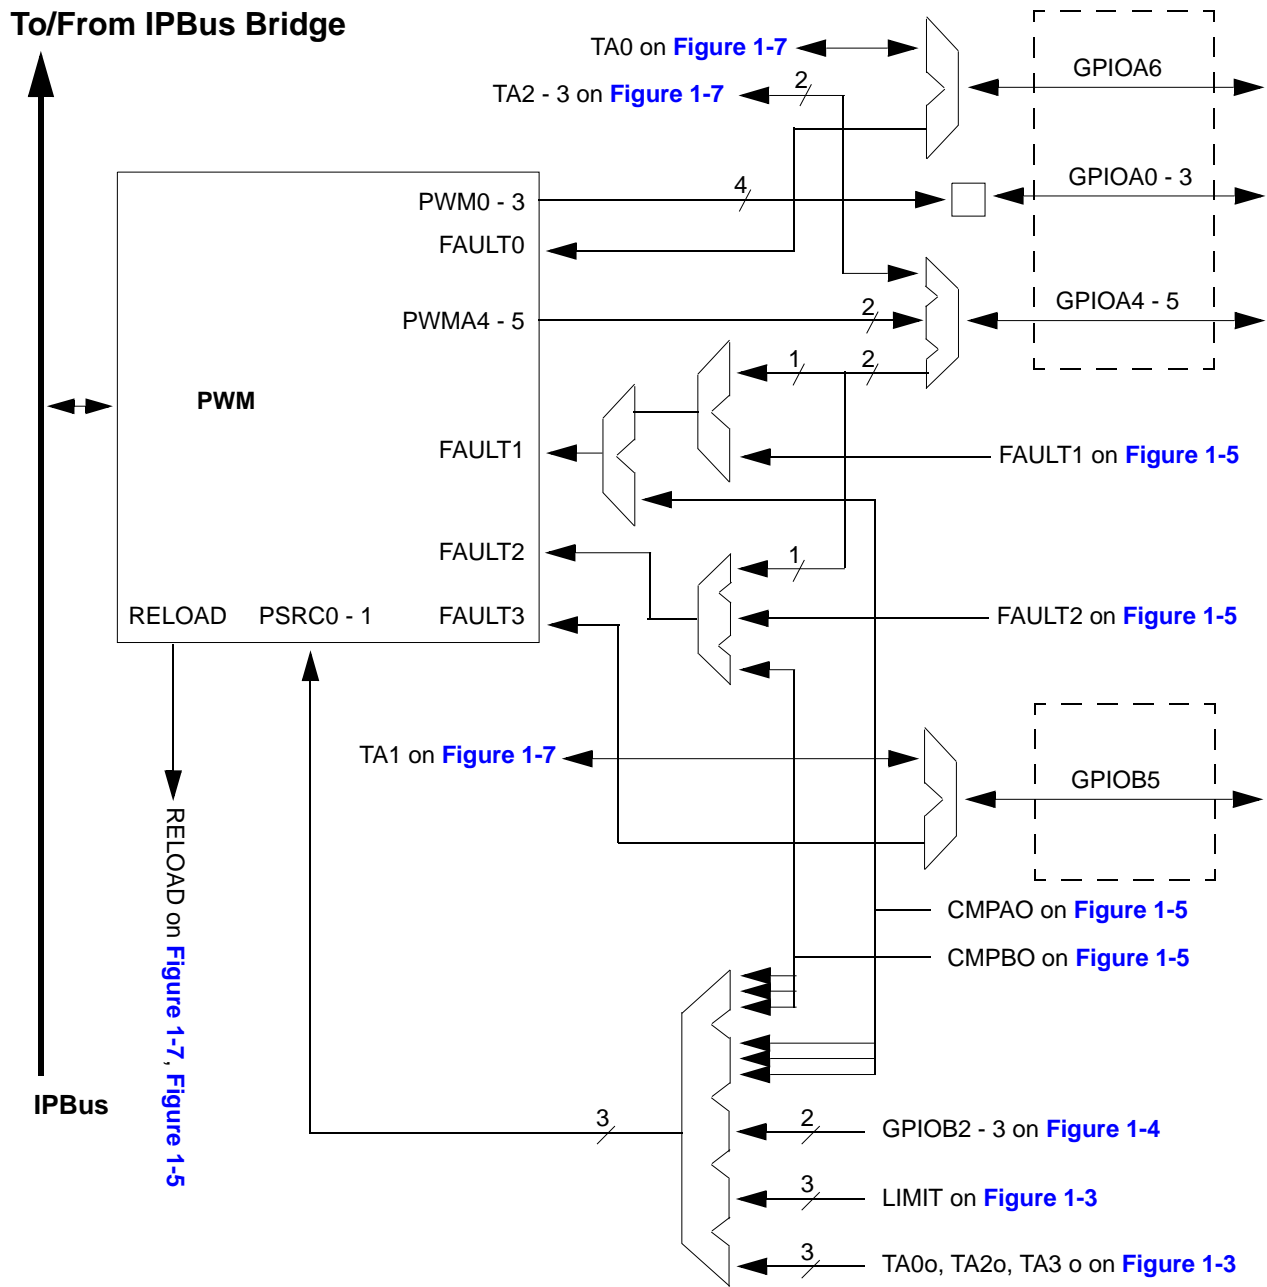 To/From IPBus Bridge
TA0 on Figure 1-7
GPIOA6
TA2 - 3 on Figure 1-7
2
PWM0 - 3
4
GPIOA0 - 3
FAULT0
GPIOA4 - 5
PWMA4 - 5
2
1
2
PWM
FAULT1
FAULT1 on Figure 1-5
FAULT2
1
RELOAD
PSRC0 - 1
FAULT3
FAULT2 on Figure 1-5
TA1 on Figure 1-7
GPIOB5
RELOAD on Figure 1-7, Figure 1-5
CMPAO on Figure 1-5
CMPBO on Figure 1-5
IPBus
3
2
GPIOB2 - 3 on Figure 1-4
3
LIMIT on Figure 1-3
3
TA0o, TA2o, TA3 o on Figure 1-3